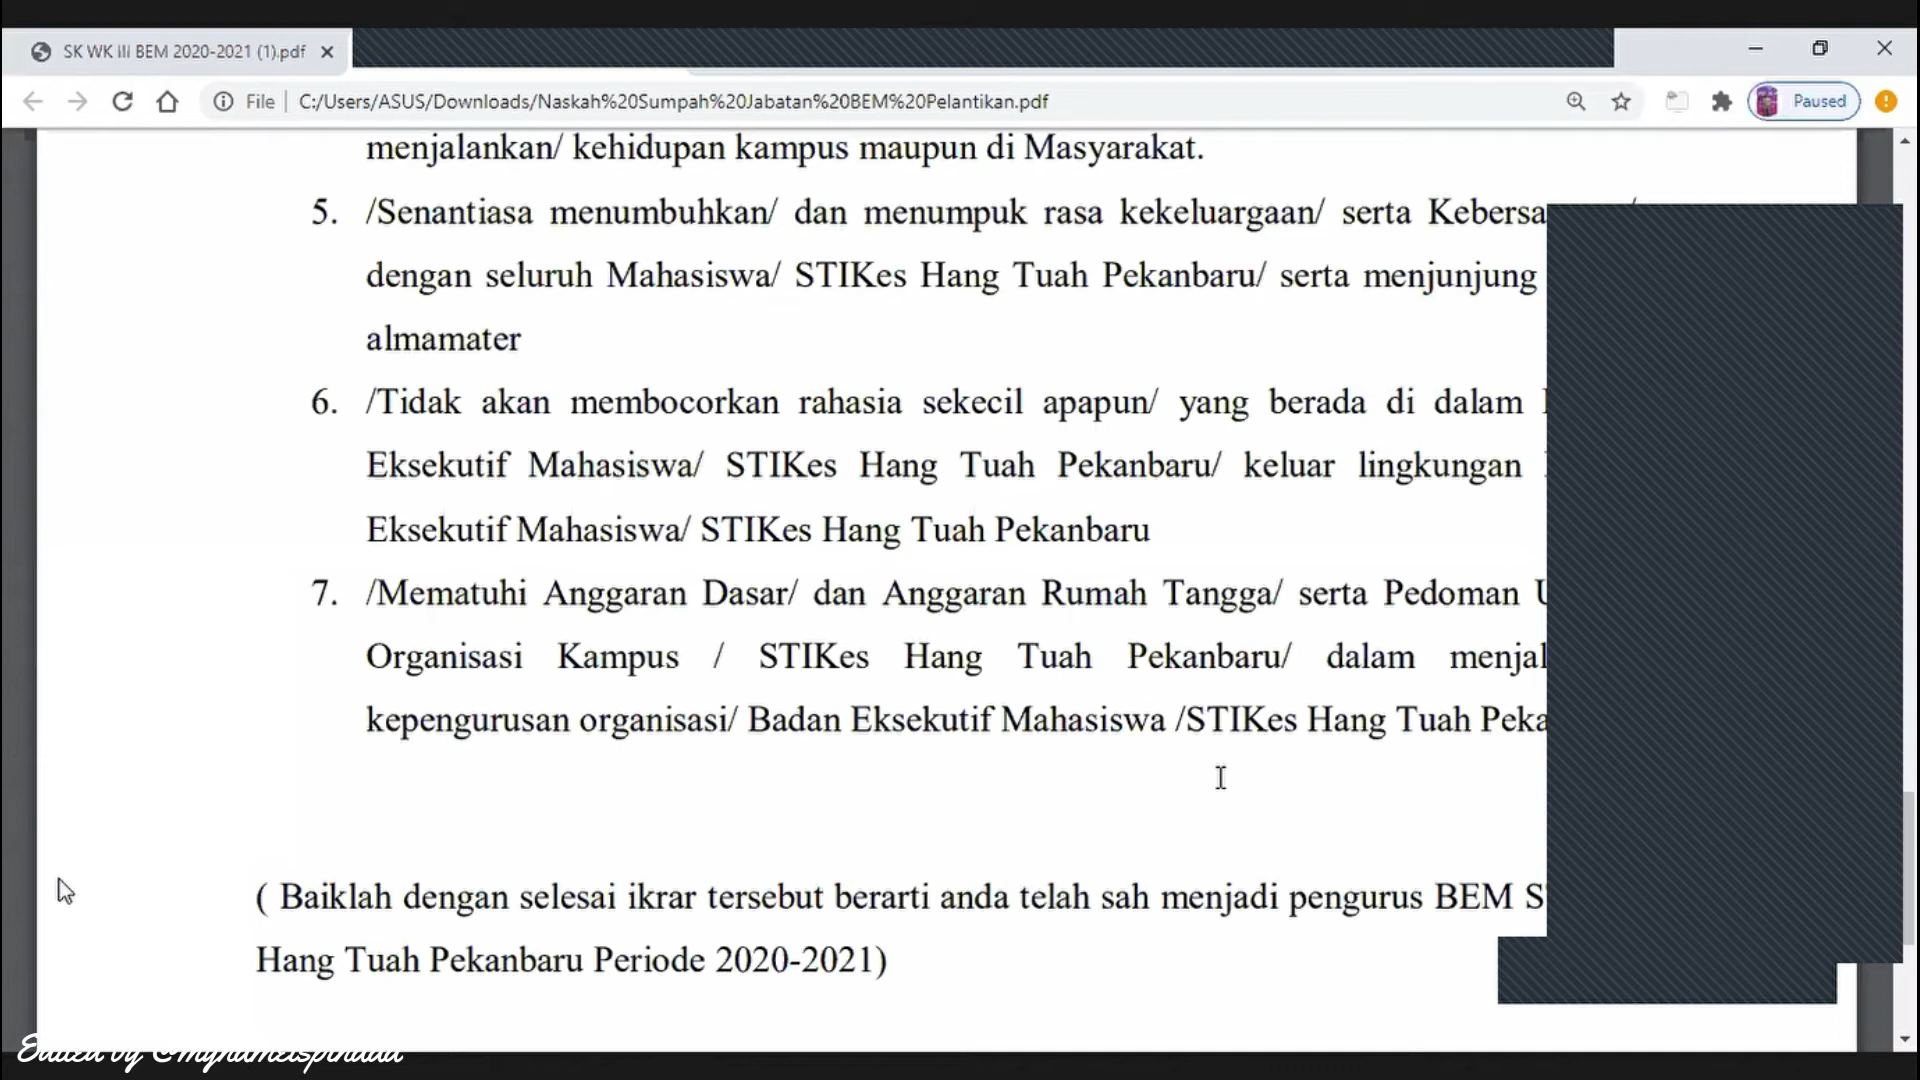 SK WK III BEM 2020-2021 (1).pdf
File C:/Users/ASUS/Downloads/Naskah%20Sumpah%20Jabatan%20BEM%20Pelantikan.pdf Paused
menjalankan/ kehidupan kampus maupun di Masyarakat.
5. /Senantiasa menumbuhkan/ dan menumpuk rasa kekeluargaan/ serta
dengan seluruh Mahasiswa/ STIKes Hang Tuah Pekanbaru/ serta menjunjung
almamater
6. /Tidak akan membocorkan rahasia sekecil apapun/ yang berada di dalam
Eksekutif Mahasiswa/ STIKes Hang Tuah Pekanbaru/ keluar lingkungan
Eksekutif Mahasiswa/ STIKes Hang Tuah Pekanbaru
7. /Mematuhi Anggaran Dasar/ dan Anggaran Rumah Tangga/ serta Pedoman
Organisasi Kampus / STIKes Hang Tuah Pekanbaru/ dalam
kepengurusan organisasi/ Badan Eksekutif Mahasiswa /STIKes Hang Tuah
( Baiklah dengan selesai ikrar tersebut berarti anda telah sah menjadi pengurus BEM
Hang Tuah Pekanbaru Periode 2020-2021)
Edited by